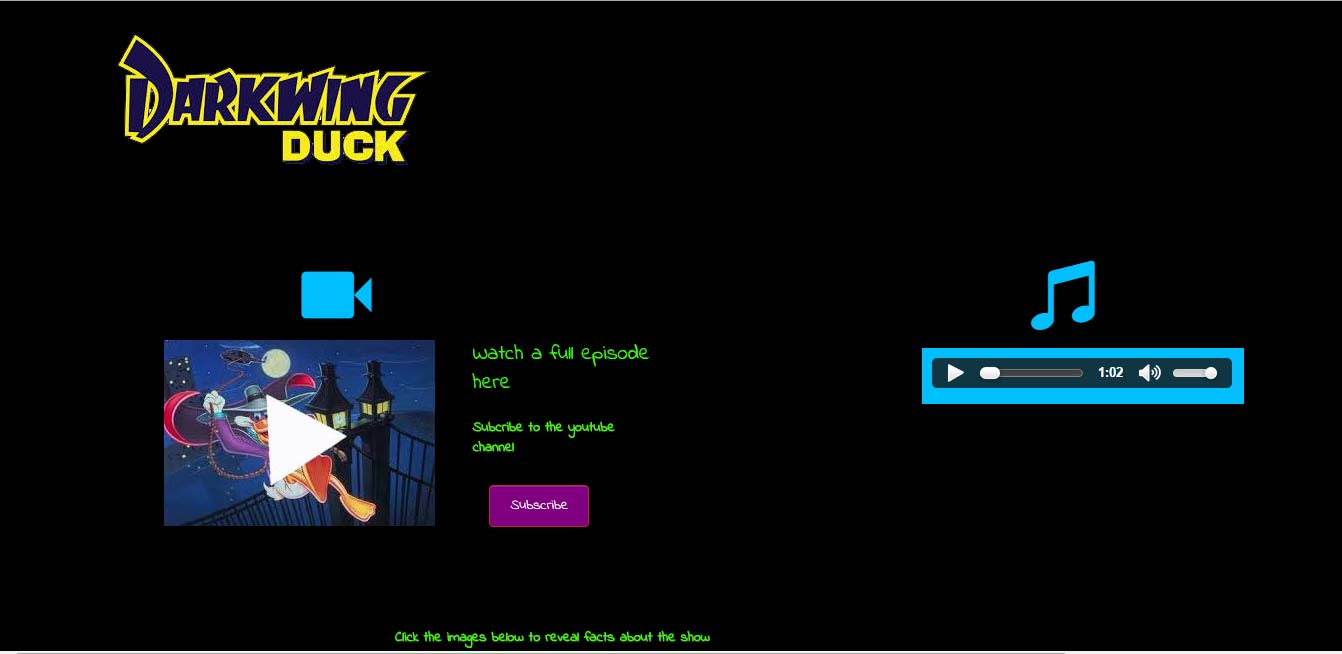 DARKWING
DUCK
Watch a full episode
here
Subcribe to the youtube
channel
Subscribe
1:02
Click the images below to reveal facts about the show